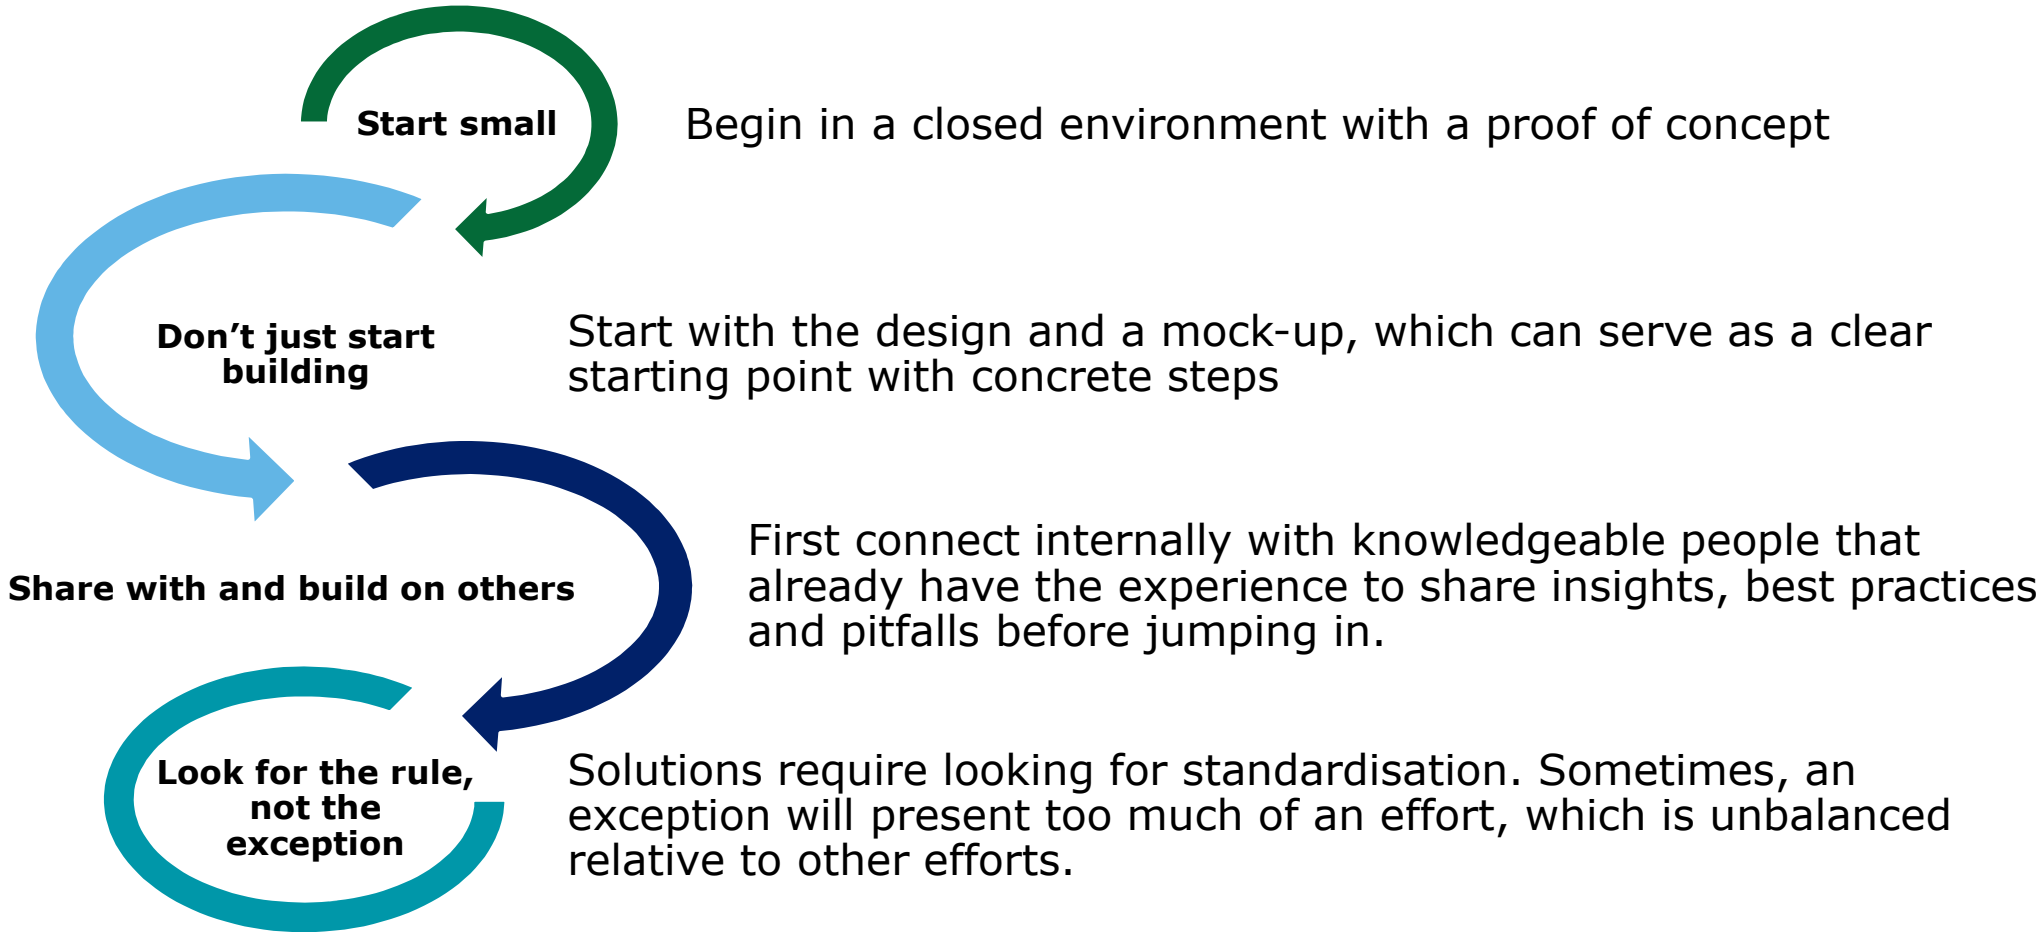 Start small
Begin in a closed environment with a proof of concept
Don’t just start
building
Start with the design and a mock-up, which can serve as a clear
starting point with concrete steps
Share with and build on others
First connect internally with knowledgeable people that
already have the experience to share insights, best practices
and pitfalls before jumping in.
Look for the rule,
not the
exception
Solutions require looking for standardisation. Sometimes, an
exception will present too much of an effort, which is unbalanced
relative to other efforts.